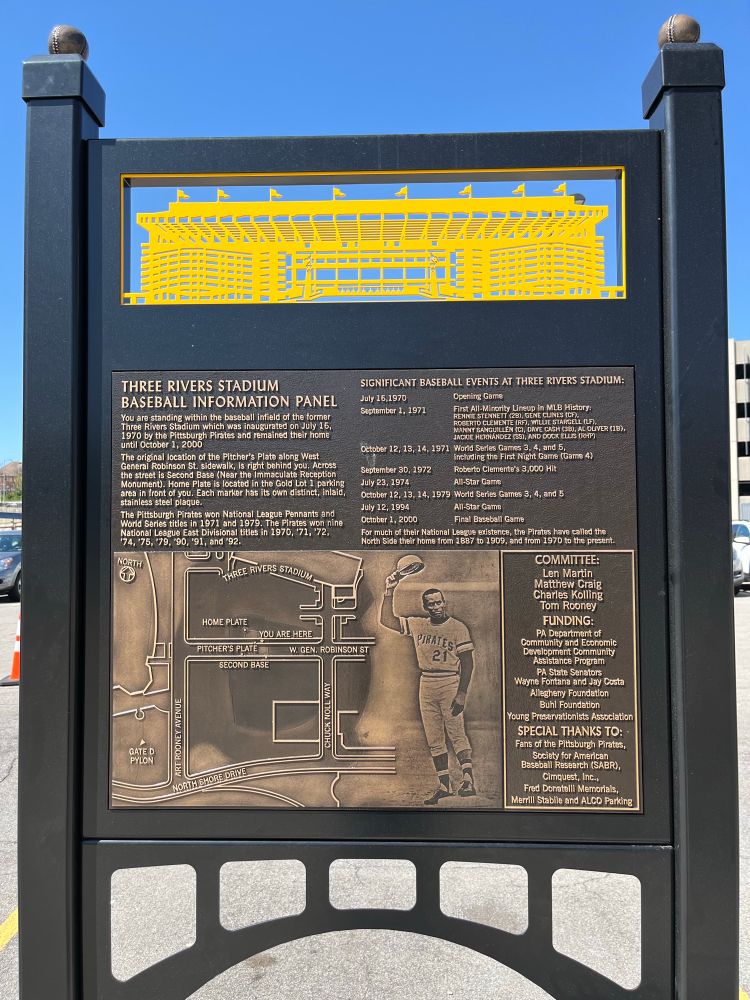 THREE RIVERS STADIUM
BASEBALL INFORMATION PANEL
You are standing within the baseball infield of the former
Three Rivers Stadium which was inaugurated on July 16,
1970 by the Pittsburgh Pirates and remained their home
until October 1, 2000
The original location of the Pitcher's Plate along West
General Robinson St. sidewalk, is right behind you. Across
the street is Second Base (Near the Immaculate Reception
Monument). Home Plate is located in the Gold Lot 1 parking
area in front of you. Each marker has its own distinct, inlaid,
stainless steel plaque.
The Pittsburgh Pirates won National League Pennants and
World Series titles in 1971 and 1979. The Pirates won nine
National League East Divisional titles in 1970, '71, '72,
'74, '75, '79, '90, '91, and '92.
SIGNIFICANT BASEBALL EVENTS AT THREE RIVERS STADIUM:
July 16,1970 Opening Game
September 1, 1971 First All-Minority Lineup in MLB History:
RENNIE STENNETT (2B), GENE CLINES (CF),
ROBERTO CLEMENTE (RF), WILLIE STARGELL (LF),
MANNY SANGUILLÉN (C), DAVE CASH (3B), AL OLIVER (1B),
JACKIE HERNÁNDEZ (SS), AND DOCK ELLIS (RHP)
October 12, 13, 14, 1971 World Series Games 3, 4, and 5,
including the First Night Game (Game 4)
September 30, 1972 Roberto Clemente's 3,000 Hit
July 23, 1974 All-Star Game
October 12, 13, 14, 1979 World Series Games 3, 4, and 5
July 12, 1994 All-Star Game
October 1, 2000 Final Baseball Game
For much of their National League existence, the Pirates have called the
North Side their home from 1887 to 1909, and from 1970 to the present.
NORTH
THREE RIVERS STADIUM
HOME PLATE
YOU ARE HERE
PITCHER'S PLATE
W. GEN. ROBINSON ST
SECOND BASE
ART ROONEY AVENUE
CHUCK NOLL WAY
GATE D
PYLON
NORTH SHORE DRIVE
PIRATES
21
COMMITTEE:
Len Martin
Matthew Craig
Charles Kolling
Tom Rooney
FUNDING:
PA Department of
Community and Economic
Development Community
Assistance Program
PA State Senators
Wayne Fontana and Jay Costa
Allegheny Foundation
Buhl Foundation
Young Preservationists Association
SPECIAL THANKS TO:
Fans of the Pittsburgh Pirates,
Society for American
Baseball Research (SABR),
Cimquest, Inc.,
Fred Donatelli Memorials,
Merrill Stabile and ALCO Parking